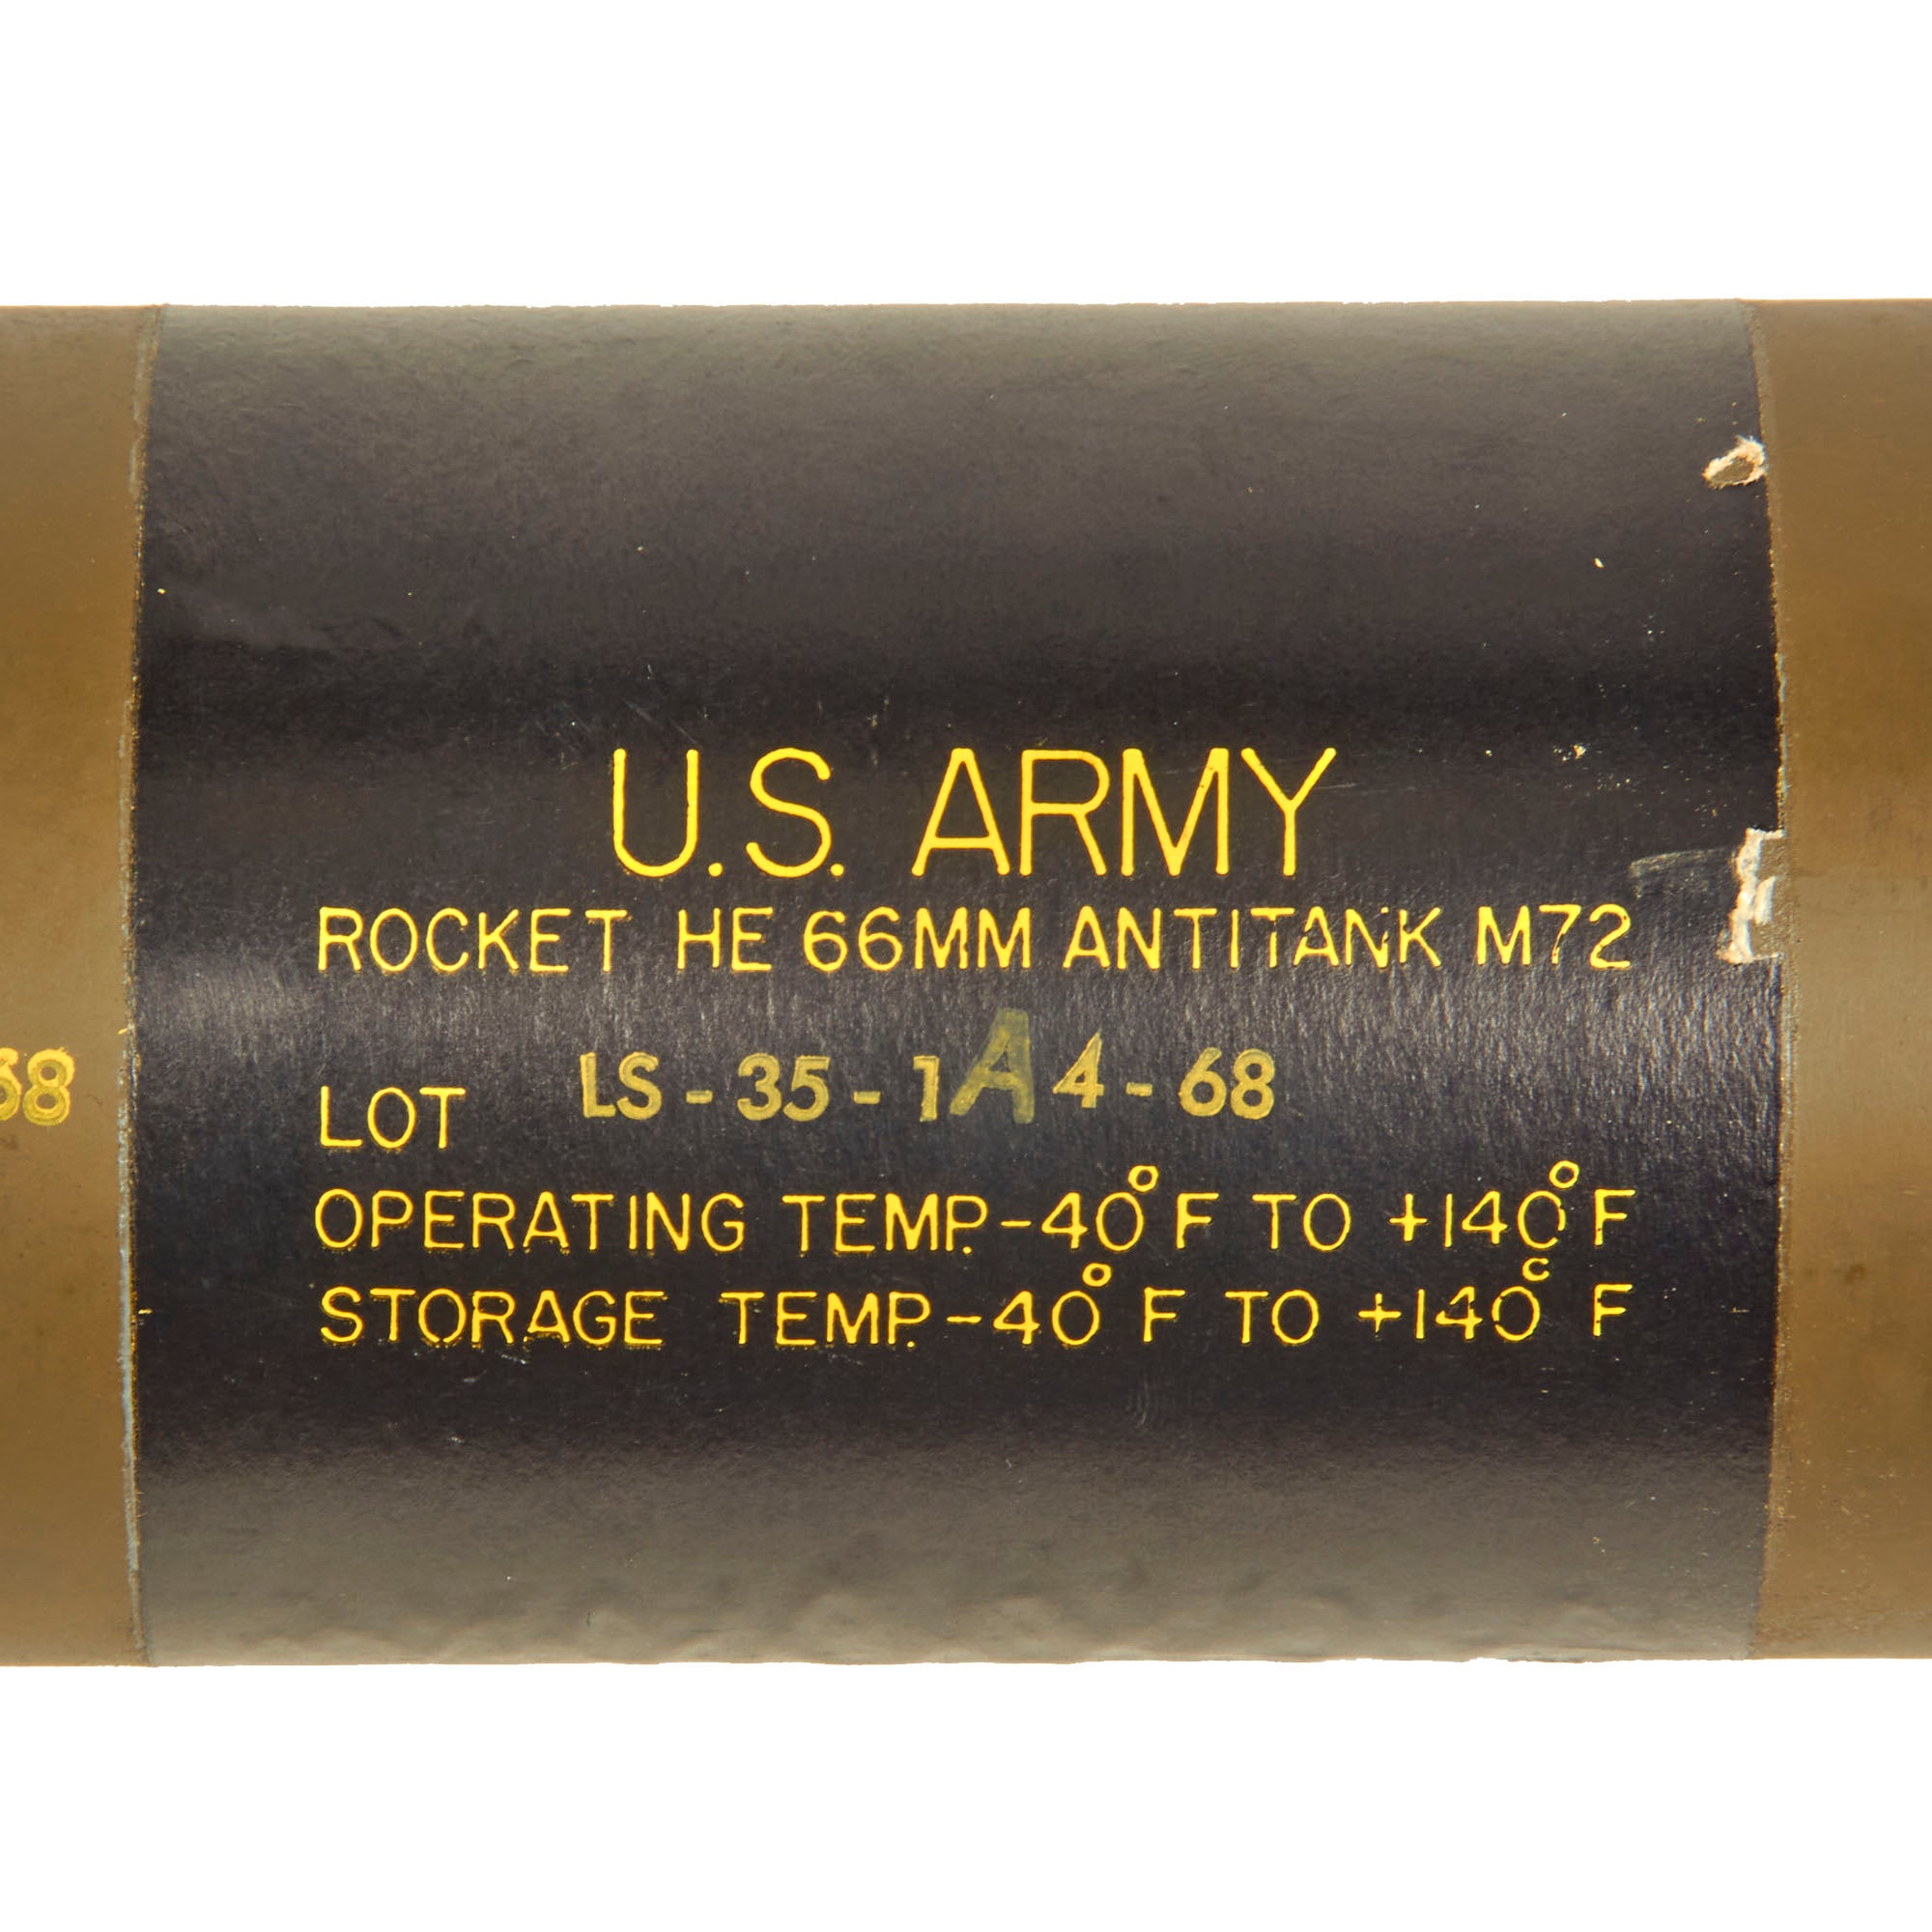 U.S. ARMY
ROCKET HE 66MM ANTITANK M72
LOT LS - 35 - 1A4 - 68
OPERATING TEMP. -40° F TO +140° F
STORAGE TEMP. -40° F TO +140° F
68